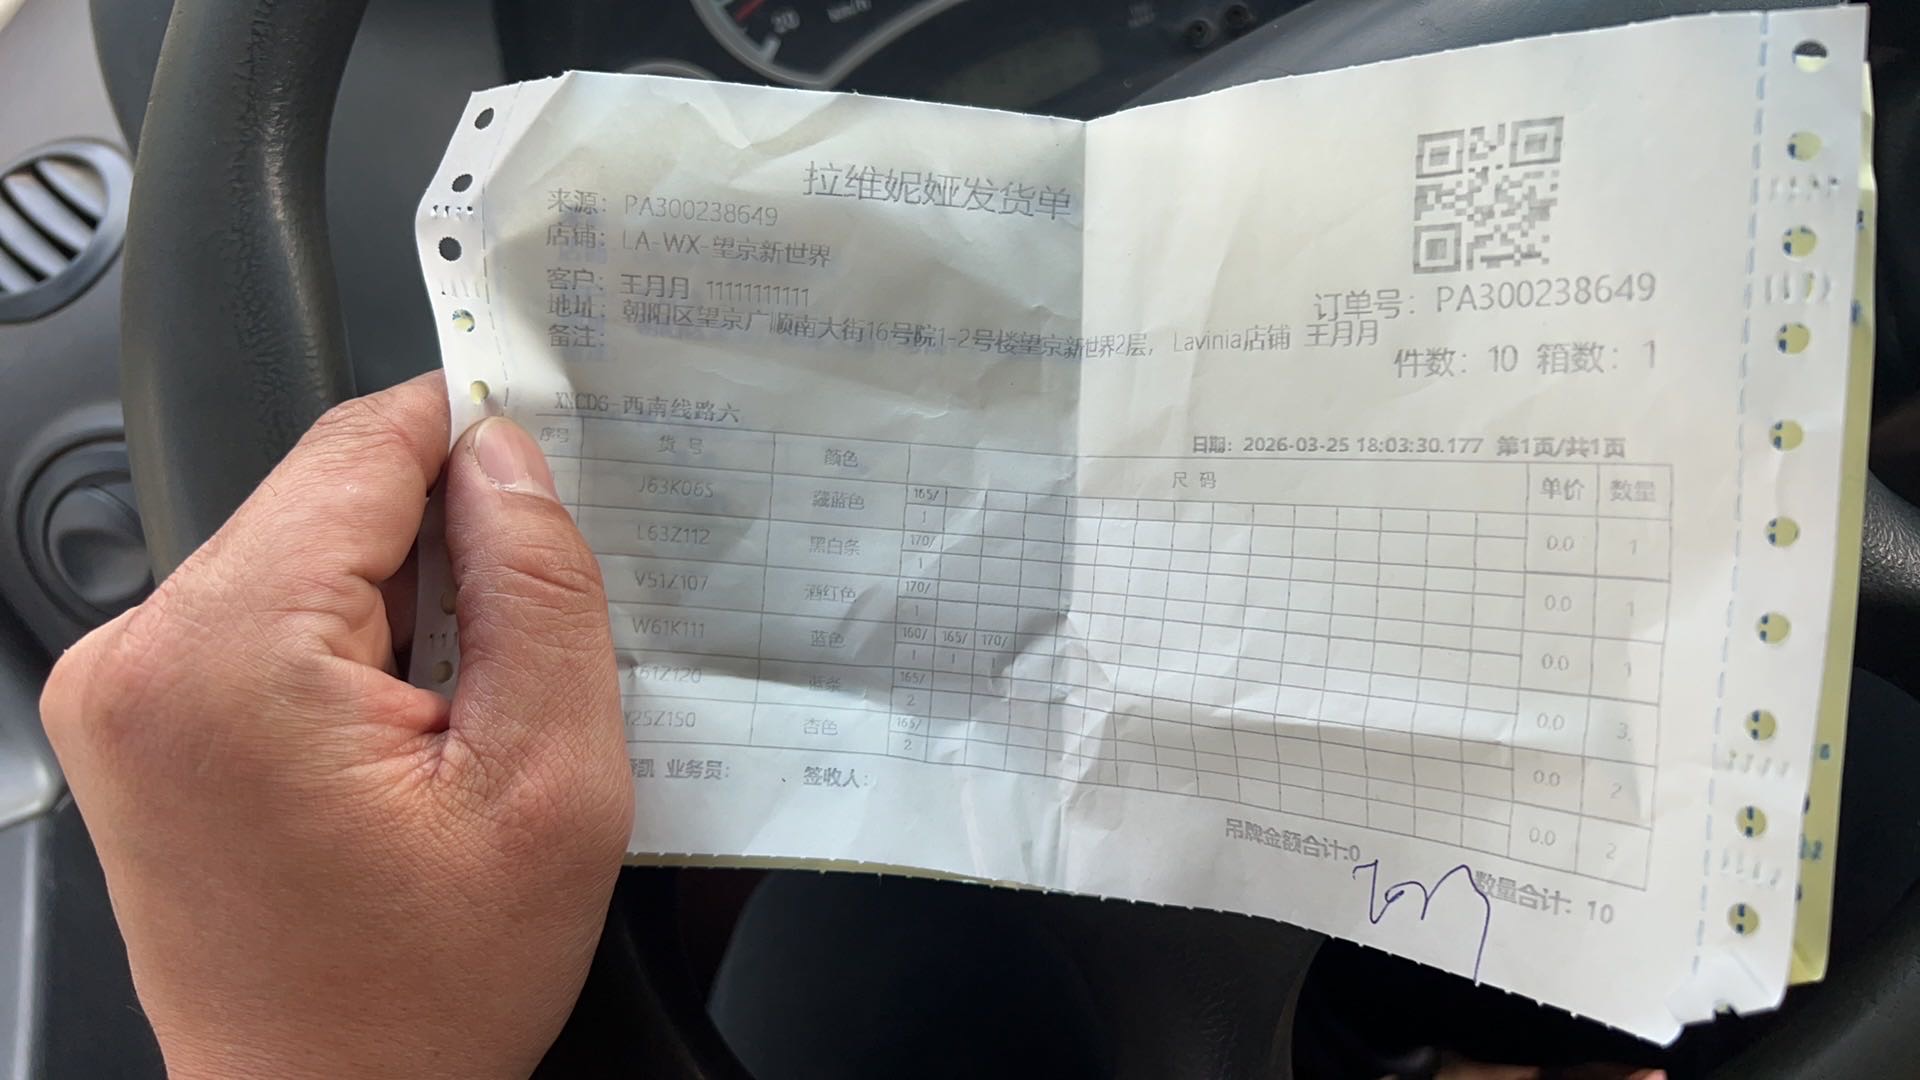 拉维妮娅发货单
来源： PA300238649
店铺： LA-WX-望京新世界
客户： 王月月 11111111111
地址： 朝阳区望京广顺南大街16号院1-2号楼望京新世界2层， Lavinia店铺 王月月
备注：
订单号： PA300238649
件数： 10 箱数： 1
XNCD6-西南线路六
日期： 2026-03-25 18:03:30.177 第1页/共1页
序号 货号 颜色 尺码 单价 数量
J63K065 藏蓝色 165/ 1 0.0 1
L63Z112 黑白条 170/ 1 0.0 1
V51Z107 酒红色 170/ 1 0.0 1
W61K111 蓝色 160/ 165/ 170/ 1 1 1 0.0 3
X61Z120 蓝条 165/ 2 0.0 2
Y25Z150 杏色 165/ 2 0.0 2
凯 业务员： 签收人：
吊牌金额合计:0
数量合计： 10
20
km/h